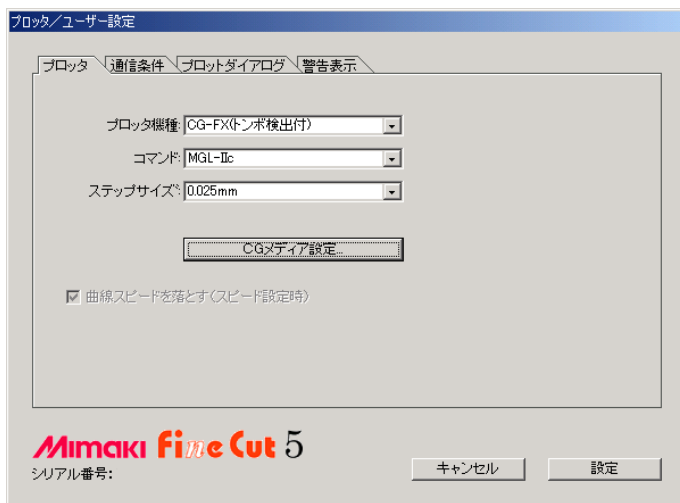 プロッタ／ユーザー設定
プロッタ 通信条件 プロットダイアログ 警告表示
プロッタ機種: CG-FX(トンボ検出付)
コマンド: MGL-Ⅱc
ステップサイズ: 0.025mm
CGメディア設定...
曲線スピードを落とす(スピード設定時)
Mimaki Fine Cut 5
シリアル番号:
キャンセル 設定